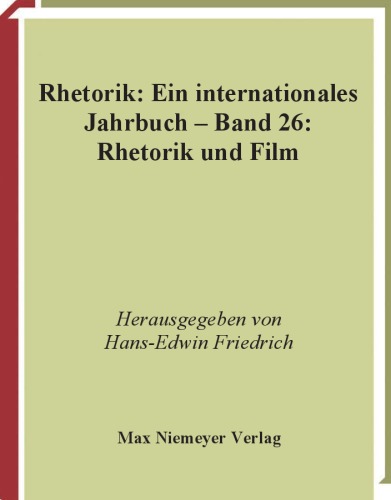 Rhetorik: Ein internationales
Jahrbuch – Band 26:
Rhetorik und Film
Herausgegeben von
Hans-Edwin Friedrich
Max Niemeyer Verlag